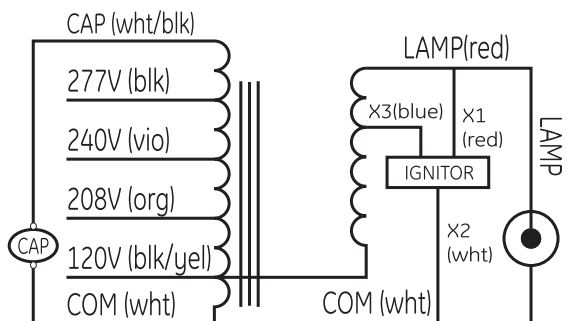 CAP (wht/blk)
277V (blk)
240V (vio)
208V (org)
CAP
120V (blk/yel)
COM (wht)
LAMP(red)
X3(blue)
X1
(red)
IGNITOR
LAMP
X2
(wht)
COM (wht)